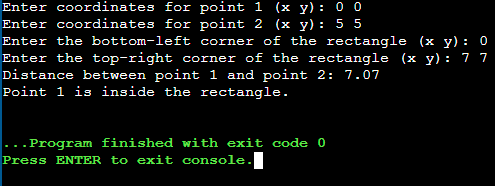 Enter coordinates for point 1 (x y): 0 0
Enter coordinates for point 2 (x y): 5 5
Enter the bottom-left corner of the rectangle (x y): 0
Enter the top-right corner of the rectangle (x y): 7 7
Distance between point 1 and point 2: 7.07
Point 1 is inside the rectangle.
...Program finished with exit code 0
Press ENTER to exit console.